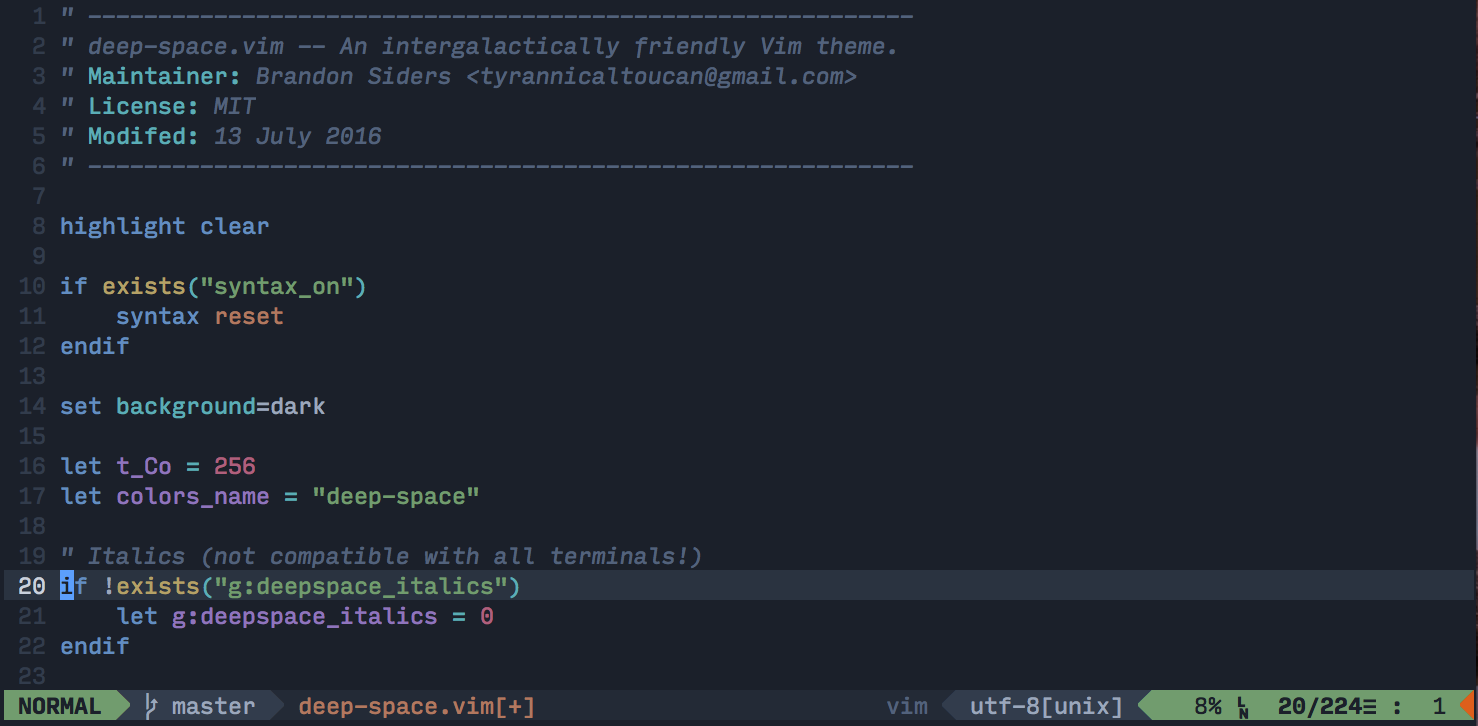 1 " -----------------------------------------------------------
2 " deep-space.vim -- An intergalactically friendly Vim theme.
3 " Maintainer: Brandon Siders <tyrannicaltoucan@gmail.com>
4 " License: MIT
5 " Modifed: 13 July 2016
6 " -----------------------------------------------------------
7
8 highlight clear
9
10 if exists("syntax_on")
11     syntax reset
12 endif
13
14 set background=dark
15
16 let t_Co = 256
17 let colors_name = "deep-space"
18
19 " Italics (not compatible with all terminals!)
20 if !exists("g:deepspace_italics")
21     let g:deepspace_italics = 0
22 endif
23
NORMAL master deep-space.vim[+] vim utf-8[unix] 8% LN 20/224≡ : 1